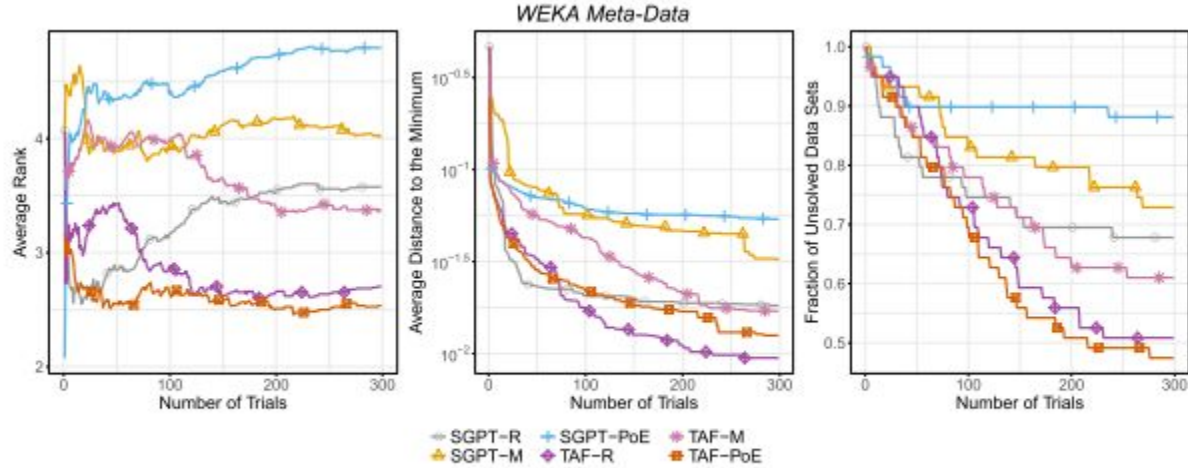 WEKA Meta-Data
Average Rank
4
3
2
0
100
200
300
Number of Trials
Average Distance to the Minimum
10−0.5
10−1
10−1.5
10−2
0
100
200
300
Number of Trials
Fraction of Unsolved Data Sets
1.0
0.9
0.8
0.7
0.6
0.5
0
100
200
300
Number of Trials
SGPT−R SGPT−PoE TAF−M
SGPT−M TAF−R TAF−PoE